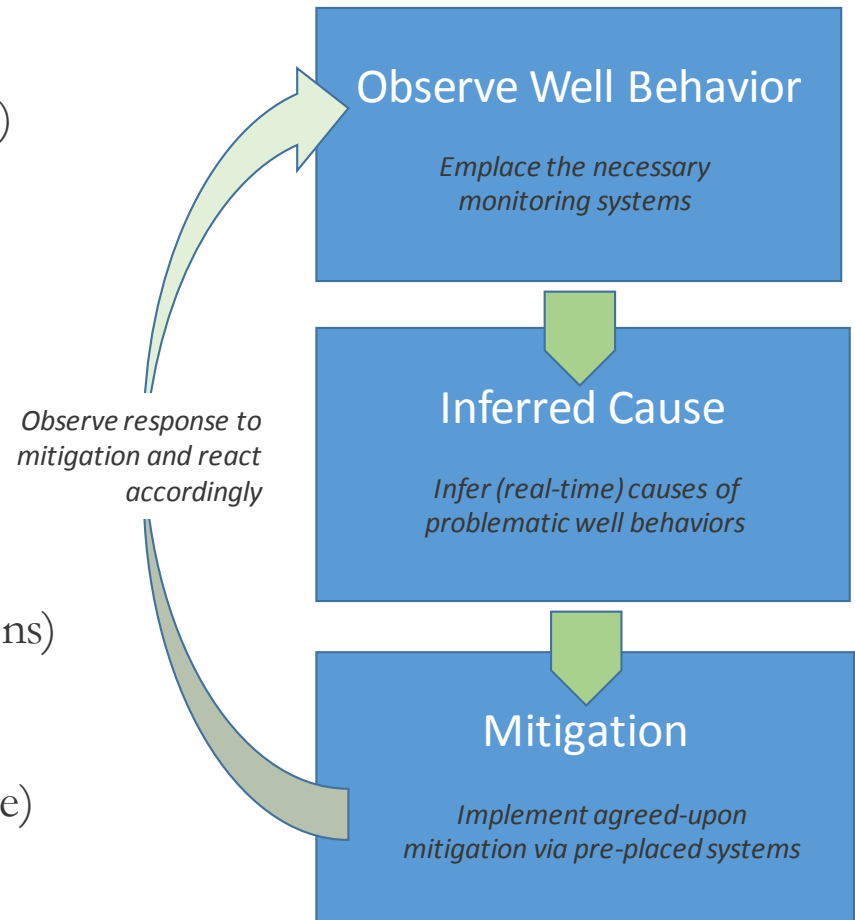 )
Observe Well Behavior
Emplace the necessary
monitoring systems
Inferred Cause
Infer (real-time) causes of
problematic well behaviors
Observe response to
mitigation and react
accordingly
ns)
Mitigation
Implement agreed-upon
mitigation via pre-placed systems
e)